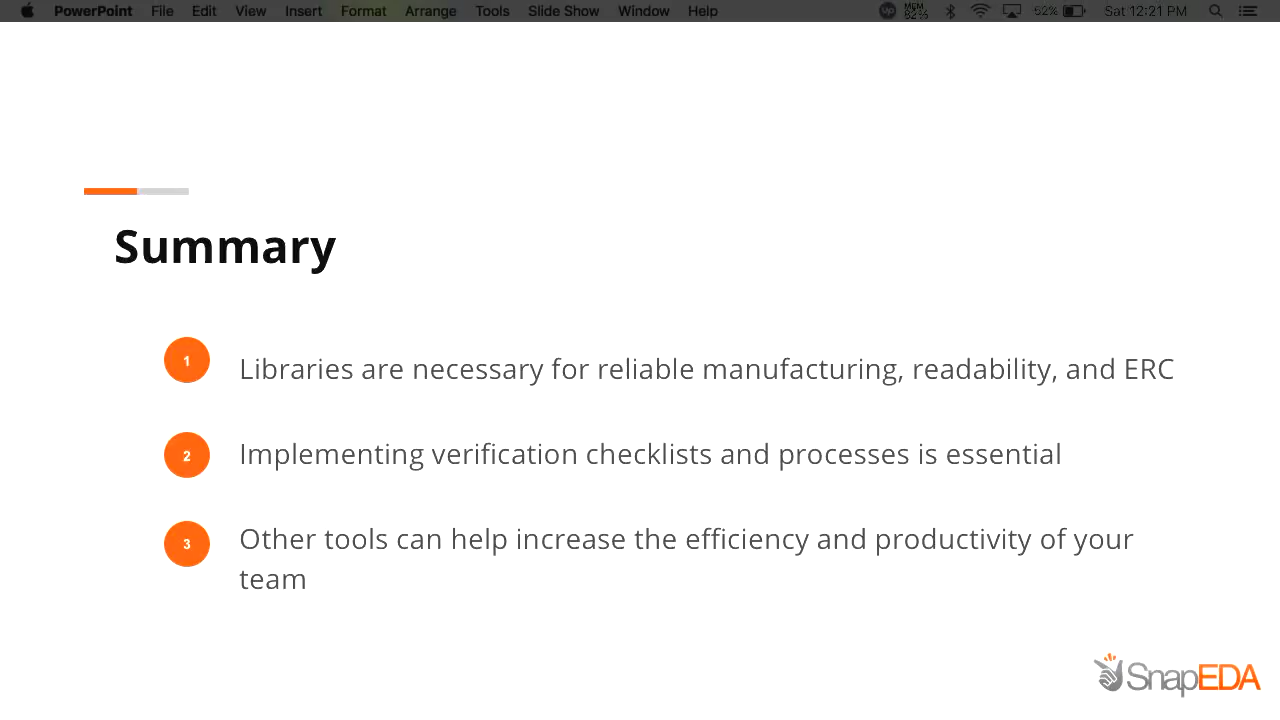 PowerPoint File Edit View Insert Format Arrange Tools Slide Show Window Help MEM 62% 52% Sat 12:21 PM
Summary
1 Libraries are necessary for reliable manufacturing, readability, and ERC
2 Implementing verification checklists and processes is essential
3 Other tools can help increase the efficiency and productivity of your
team
SnapEDA